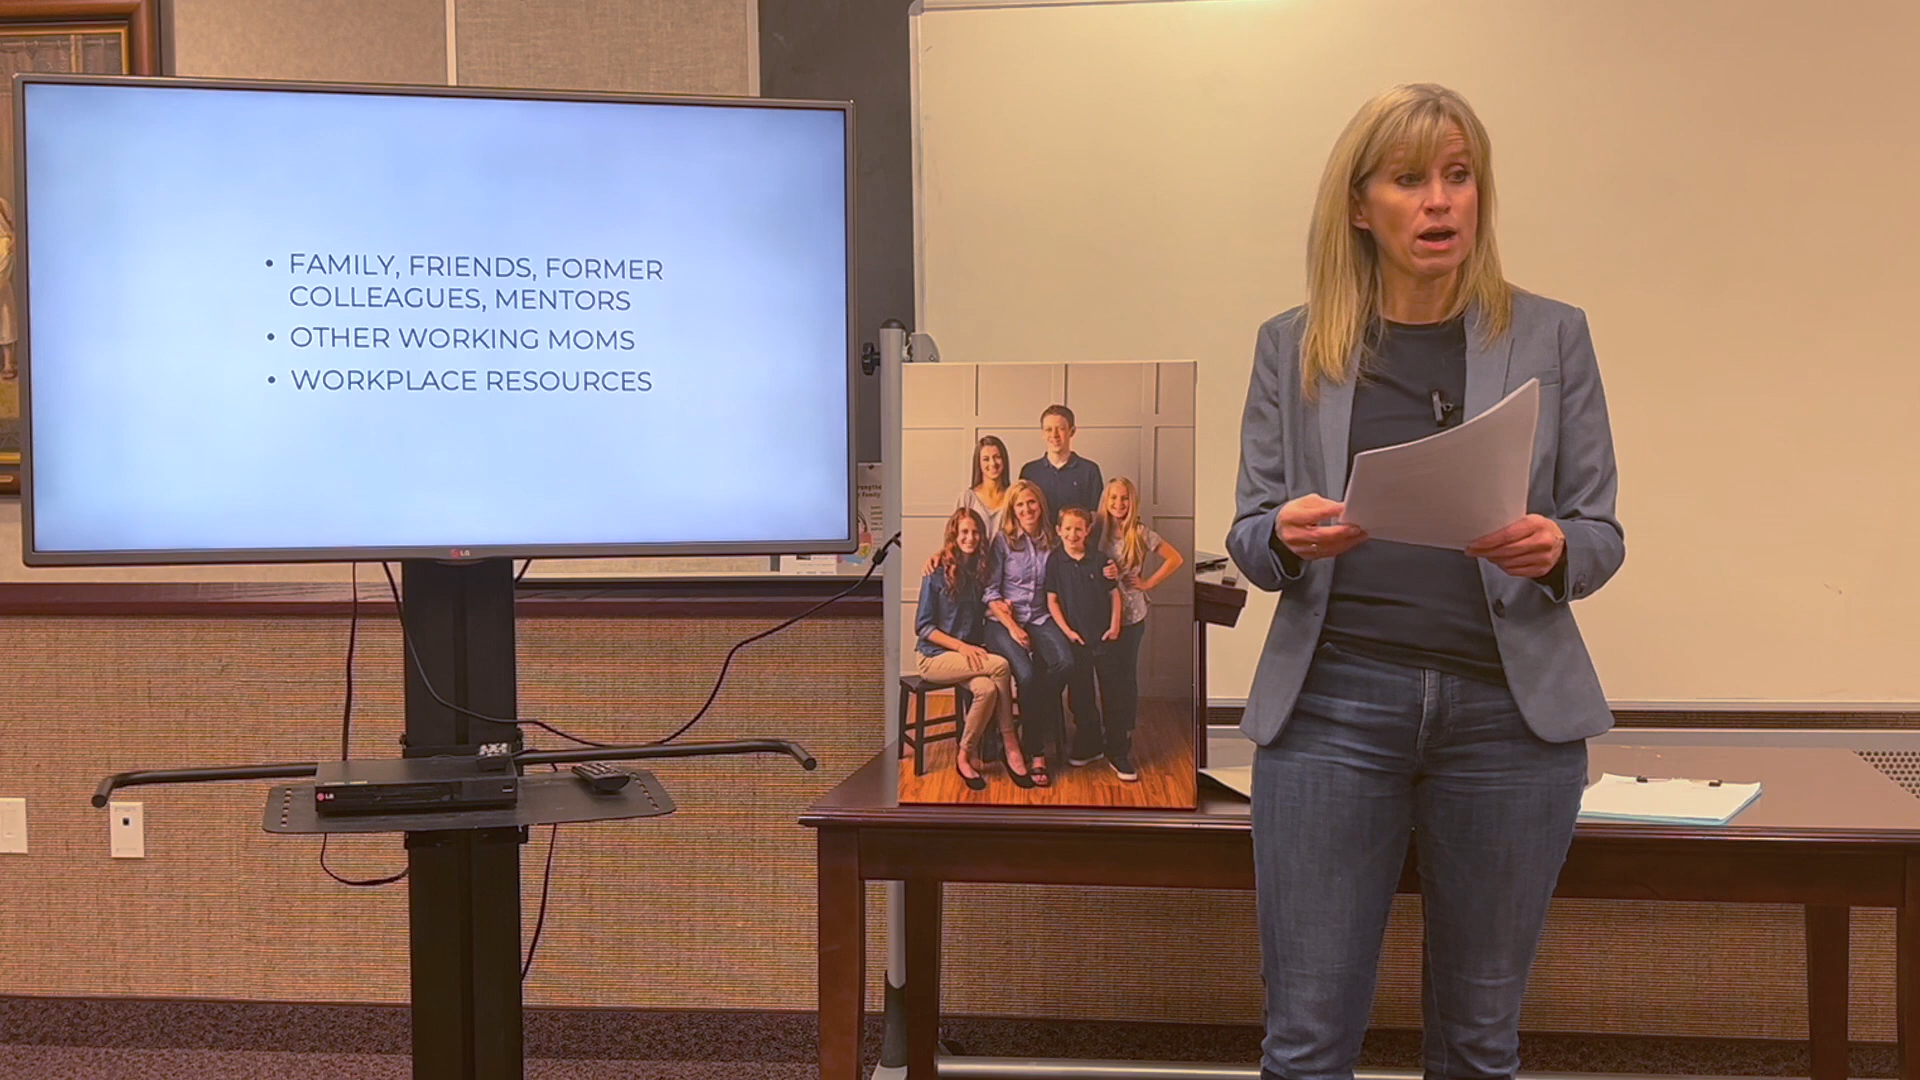 • FAMILY, FRIENDS, FORMER
COLLEAGUES, MENTORS
• OTHER WORKING MOMS
• WORKPLACE RESOURCES
LG
LG